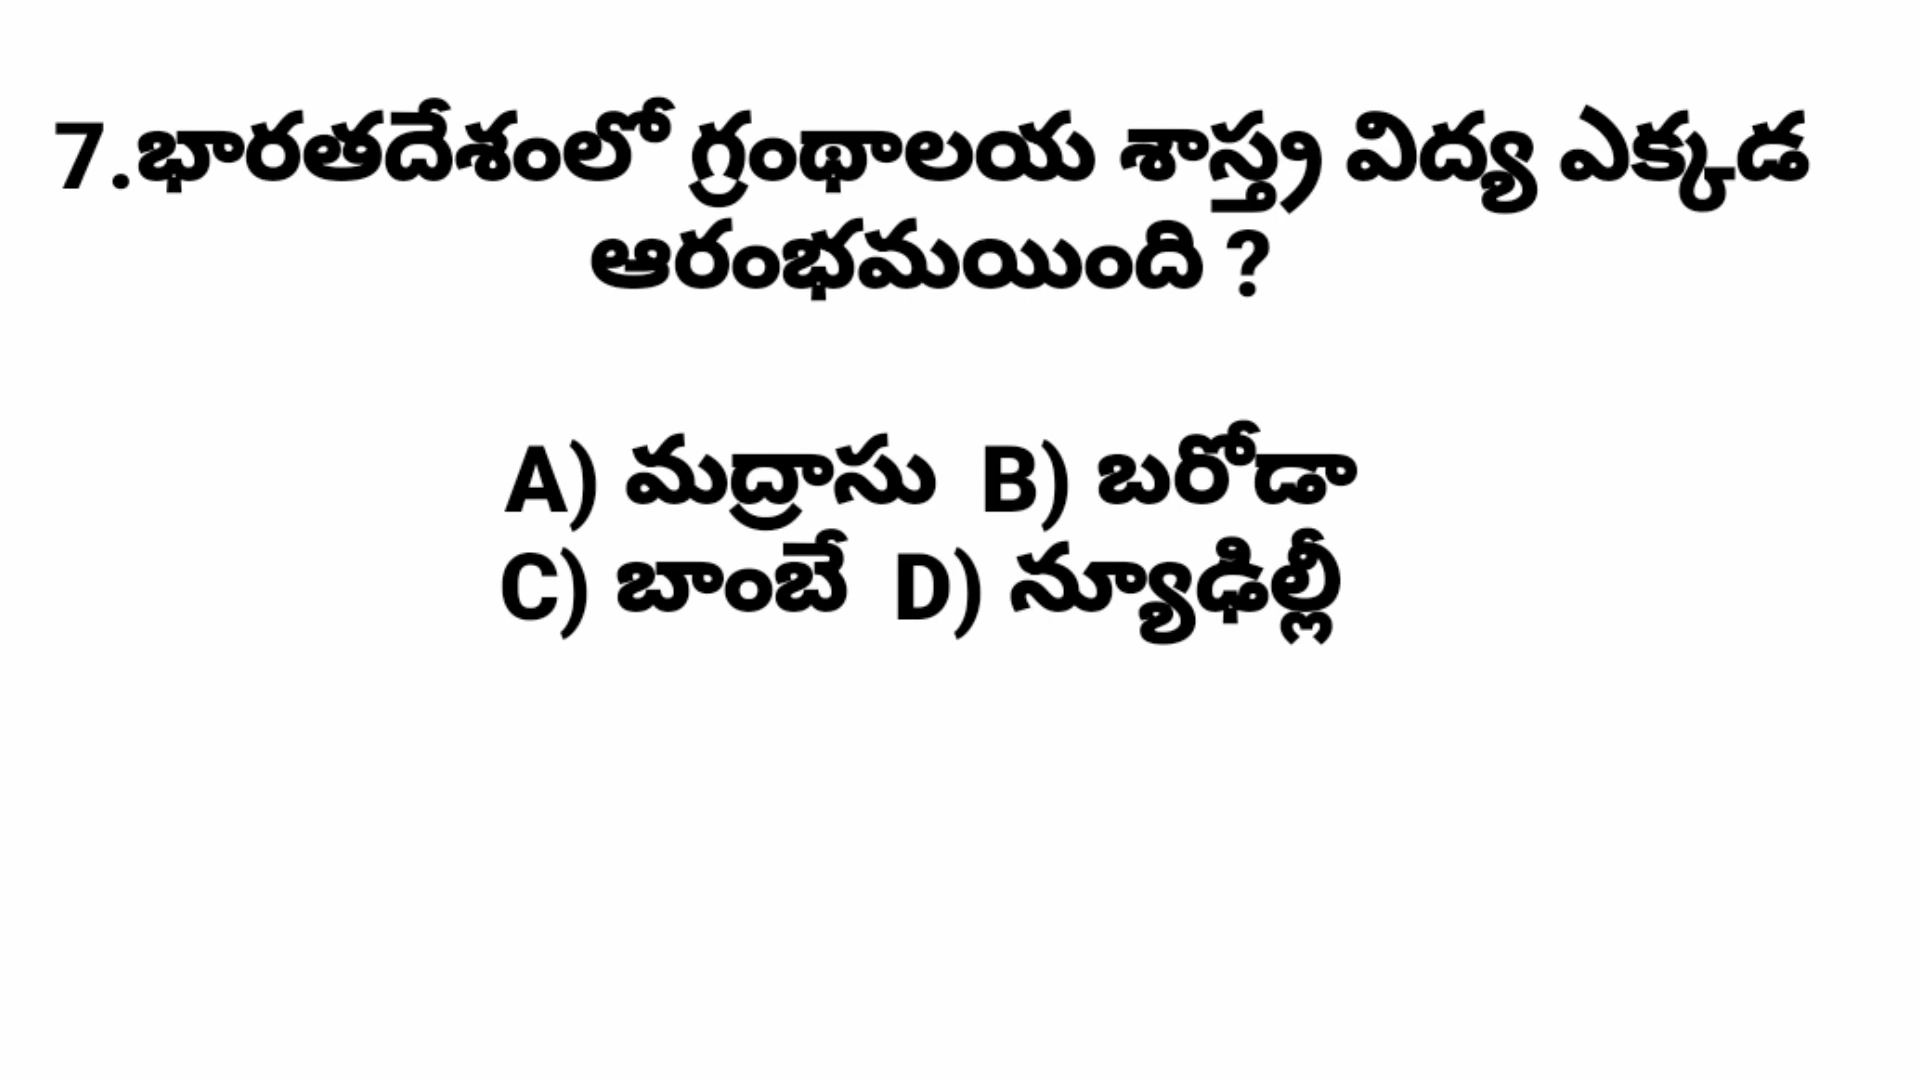 7.భారతదేశంలో గ్రంథాలయ శాస్త్ర విద్య ఎక్కడ
ఆరంభమయింది ?
A) మద్రాసు B) బరోడా
C) బాంబే D) న్యూఢిల్లీ